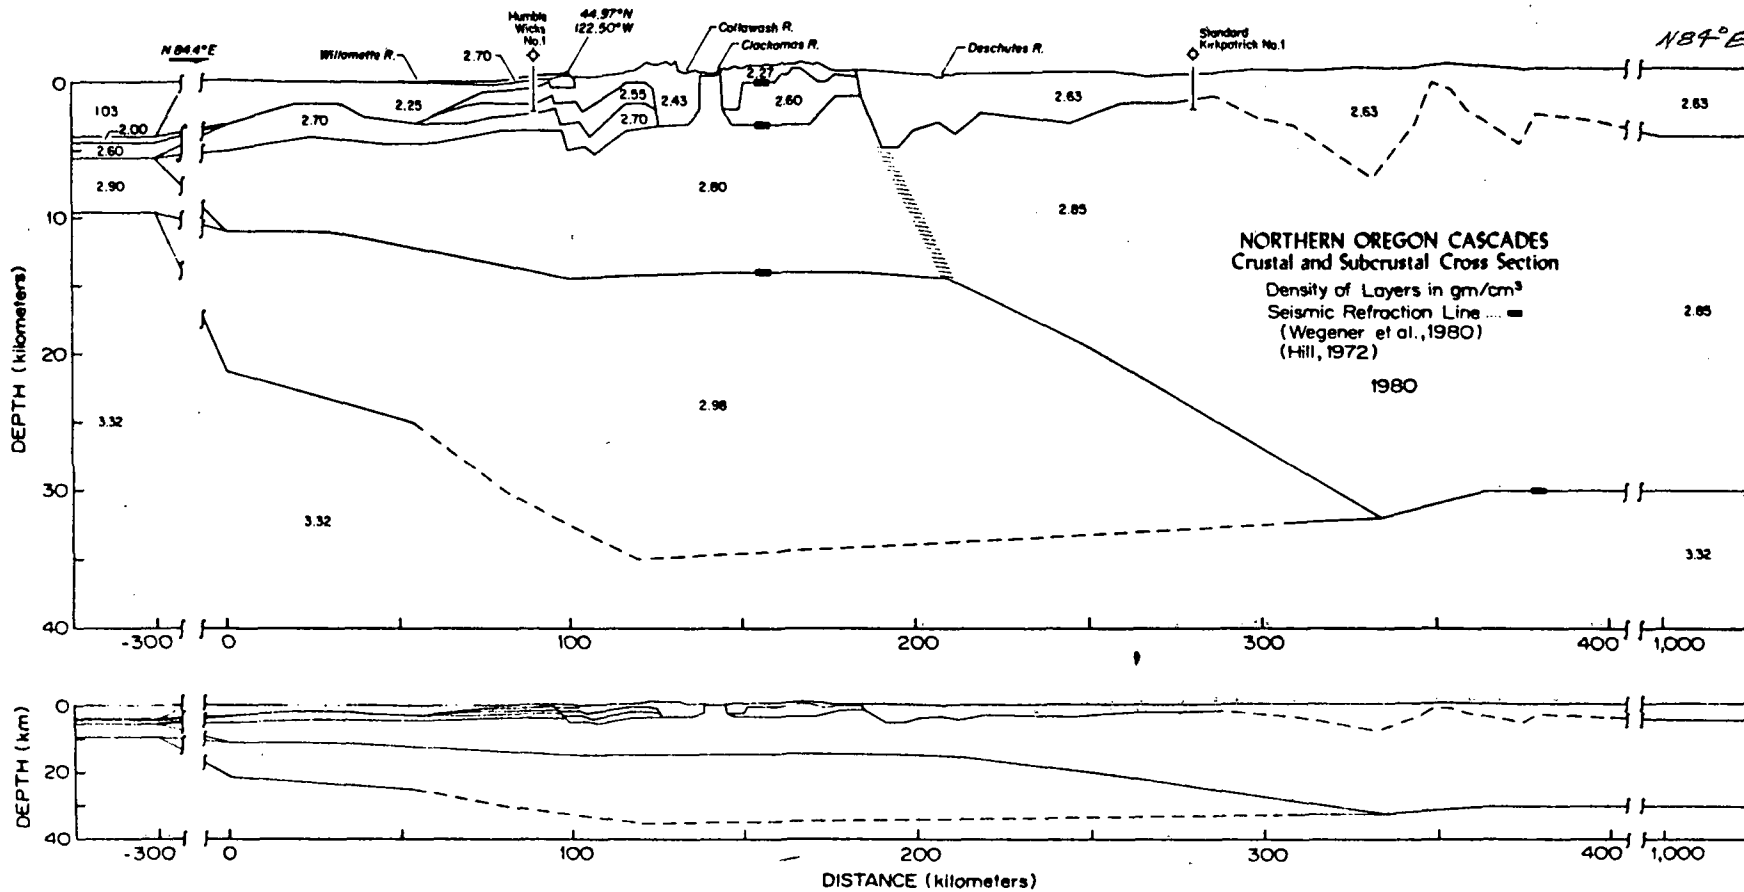 Humble
Wicks
No.1
44.97°N
122.50°W
Collawash R.
Clackamas R.
Standard
Kirkpatrick No.1
N84°E
N 84.4°E
Willamette R.
2.70
Deschutes R.
2.27
0
103
2.00
2.60
2.90
2.25
2.70
2.55
2.70
2.43
2.60
2.63
2.63
2.63
2.80
2.85
10
NORTHERN OREGON CASCADES
Crustal and Subcrustal Cross Section
Density of Layers in gm/cm³
Seismic Refraction Line ....
(Wegener et al., 1980)
(Hill, 1972)
1980
2.85
20
2.98
3.32
30
3.32
3.32
40
DEPTH (kilometers)
-300 0 100 200 300 400 1,000
0
20
40
DEPTH (km)
-300 0 100 200 300 400 1,000
DISTANCE (kilometers)